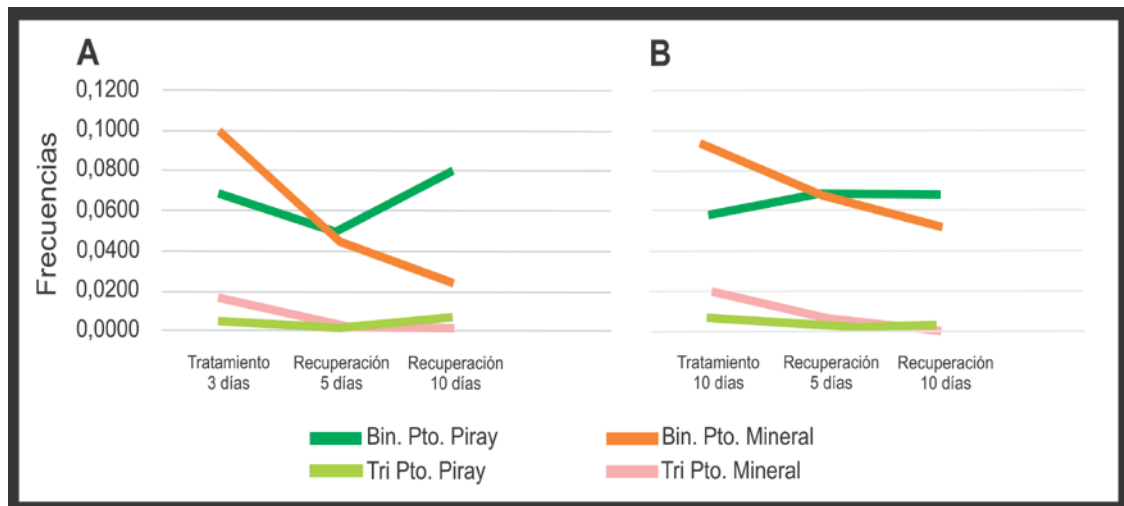 A
B
Frecuencias
0,1200
0,1000
0,0800
0,0600
0,0400
0,0200
0,0000
Tratamiento
3 días
Recuperación
5 días
Recuperación
10 días
Tratamiento
10 días
Recuperación
5 días
Recuperación
10 días
Bin. Pto. Piray
Bin. Pto. Mineral
Tri Pto. Piray
Tri Pto. Mineral